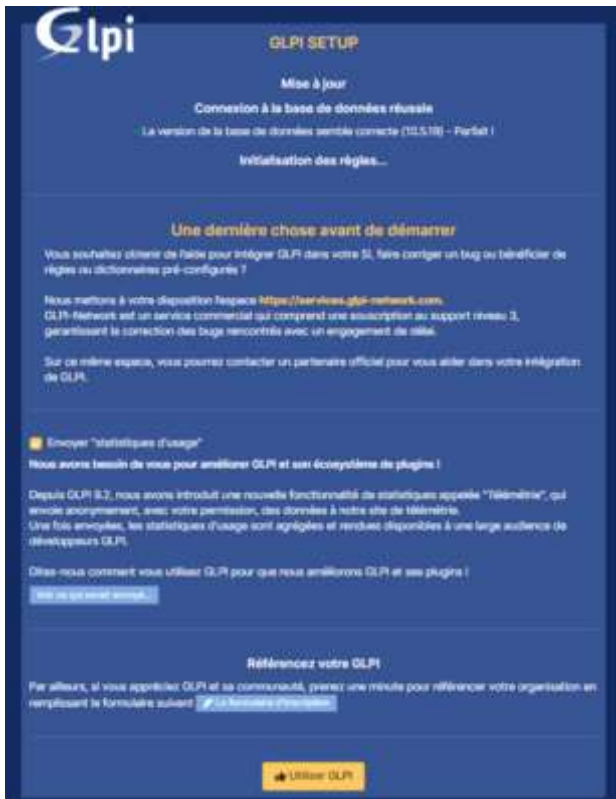 Glpi
GLPI SETUP
Mise à jour
Connexion à la base de données réussie
La version de la base de données semble correcte (10.5.19) - Parfait !
Initialisation des règles...
Une dernière chose avant de démarrer
Vous souhaitez obtenir de l'aide pour intégrer GLPI dans votre SI, faire corriger un bug ou bénéficier de
règles ou dictionnaires pré-configurés ?
Nous mettons à votre disposition l'espace https://services.glpi-network.com.
GLPI-Network est un service commercial qui comprend une souscription au support niveau 3,
garantissant la correction des bugs rencontrés avec un engagement de délai.
Sur ce même espace, vous pourrez contacter un partenaire officiel pour vous aider dans votre intégration
de GLPI.
Envoyer "statistiques d'usage"
Nous avons besoin de vous pour améliorer GLPI et son écosystème de plugins !
Depuis GLPI 9.2, nous avons introduit une nouvelle fonctionnalité de statistiques appelée "Télémétrie", qui
envoie anonymement, avec votre permission, des données à notre site de télémétrie.
Une fois envoyées, les statistiques d'usage sont agrégées et rendues disponibles à une large audience de
développeurs GLPI.
Dites-nous comment vous utilisez GLPI pour que nous améliorons GLPI et ses plugins !
Voir ce qui serait envoyé...
Référencez votre GLPI
Par ailleurs, si vous appréciez GLPI et sa communauté, prenez une minute pour référencer votre organisation en
remplissant le formulaire suivant Le formulaire d'inscription
Utiliser GLPI